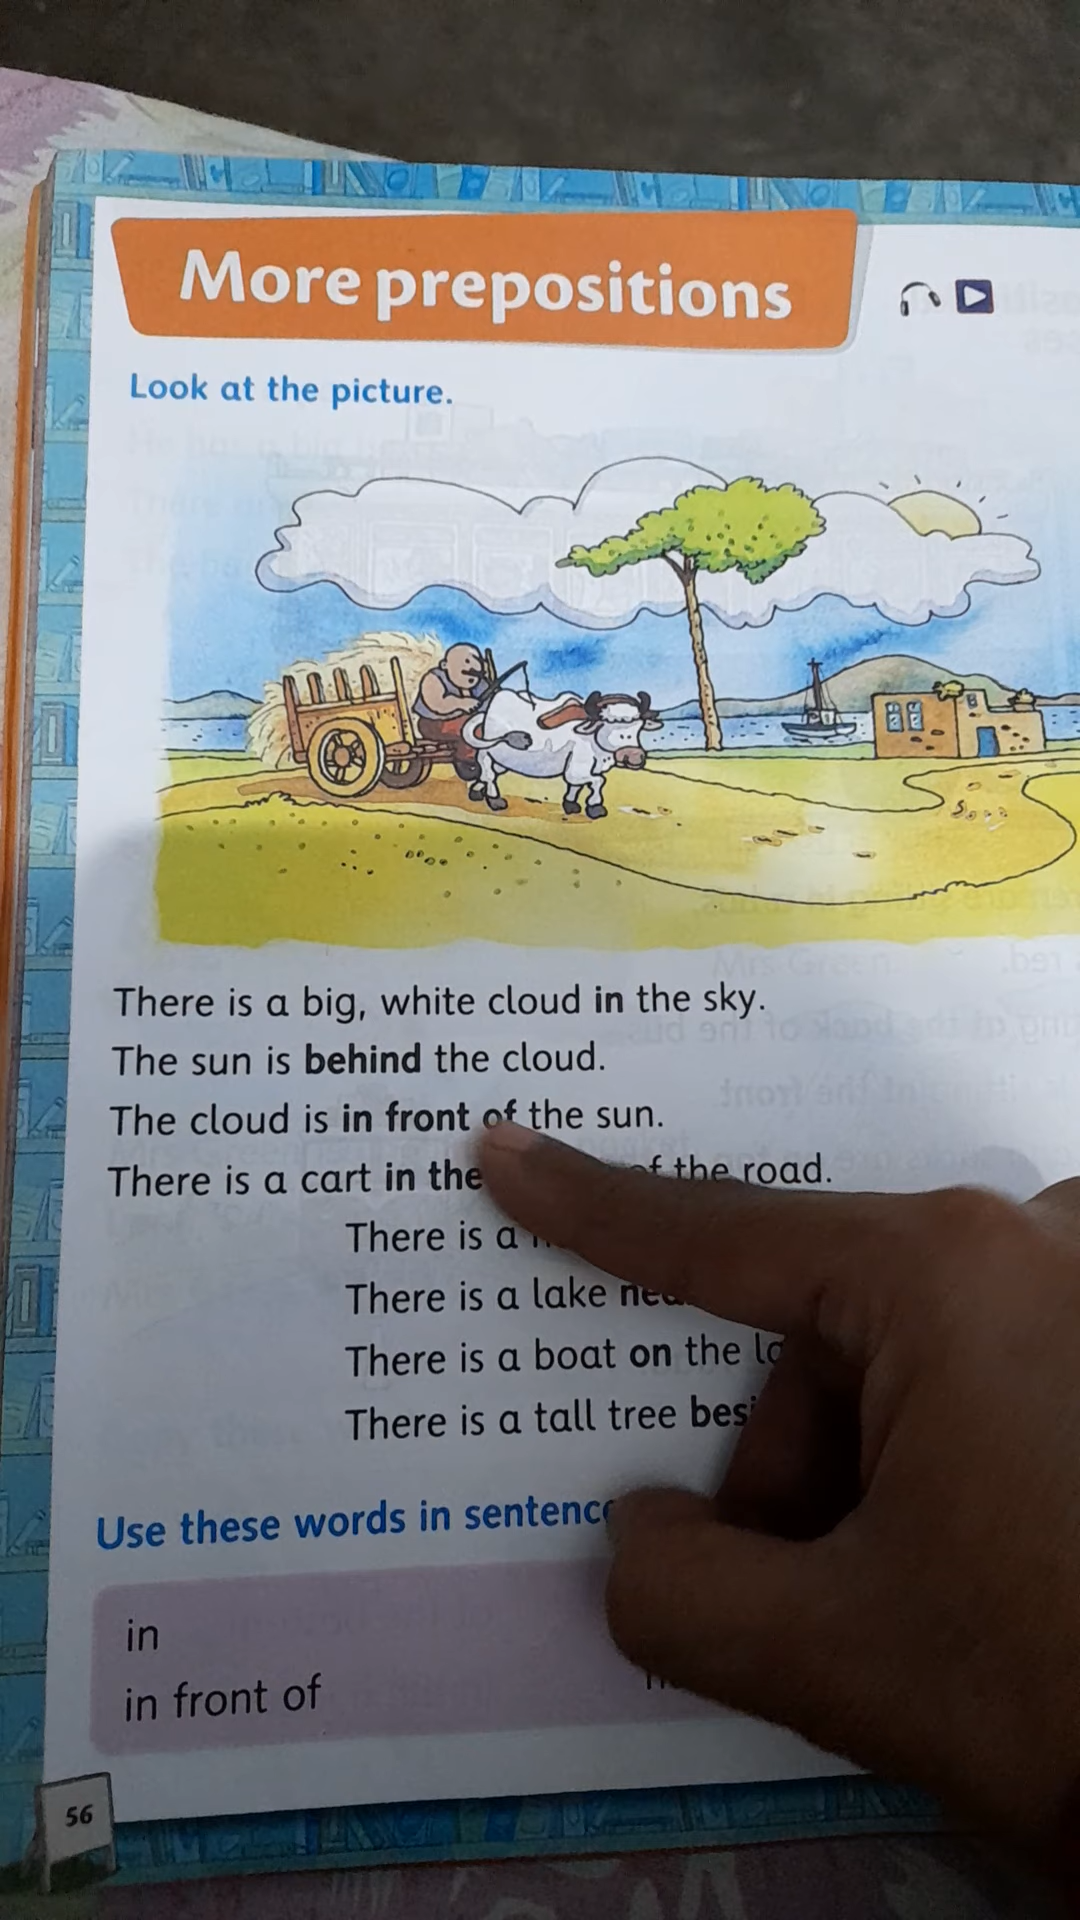 More prepositions
Look at the picture.
There is a big, white cloud in the sky.
The sun is behind the cloud.
The cloud is in front of the sun.
There is a cart in the of the road.
There is a
There is a lake
There is a boat on the
There is a tall tree
Use these words in
in
in front of
56